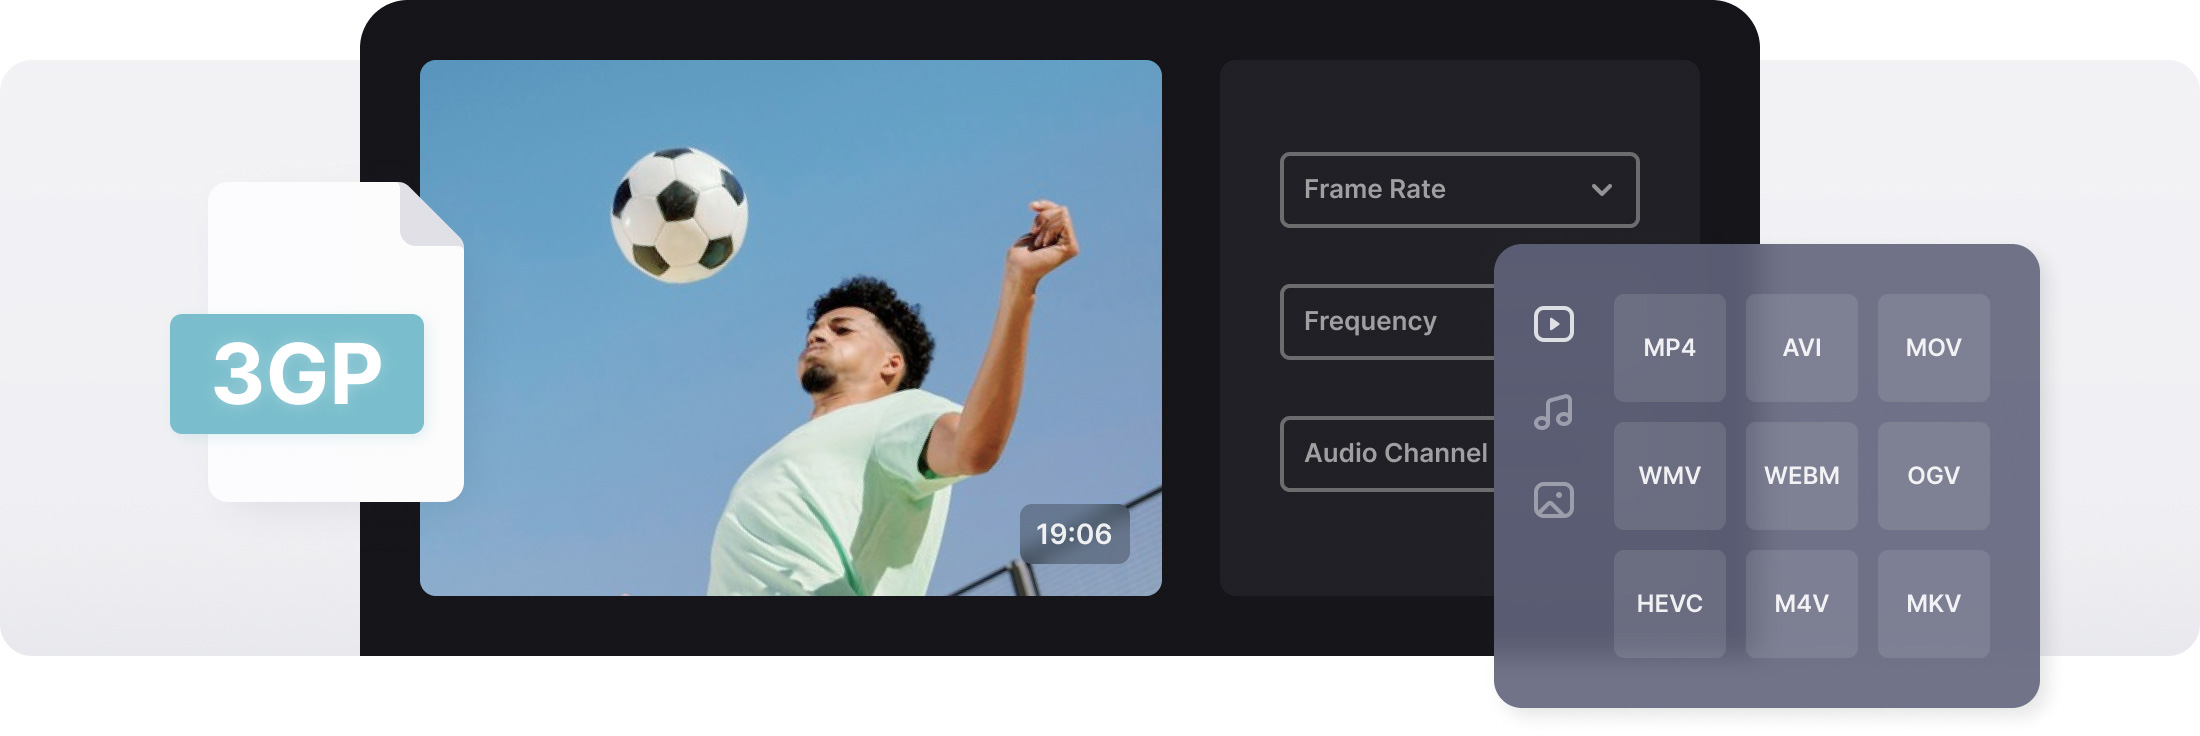 3GP
19:06
Frame Rate
Frequency
Audio Channel
MP4
AVI
MOV
WMV
WEBM
OGV
HEVC
M4V
MKV